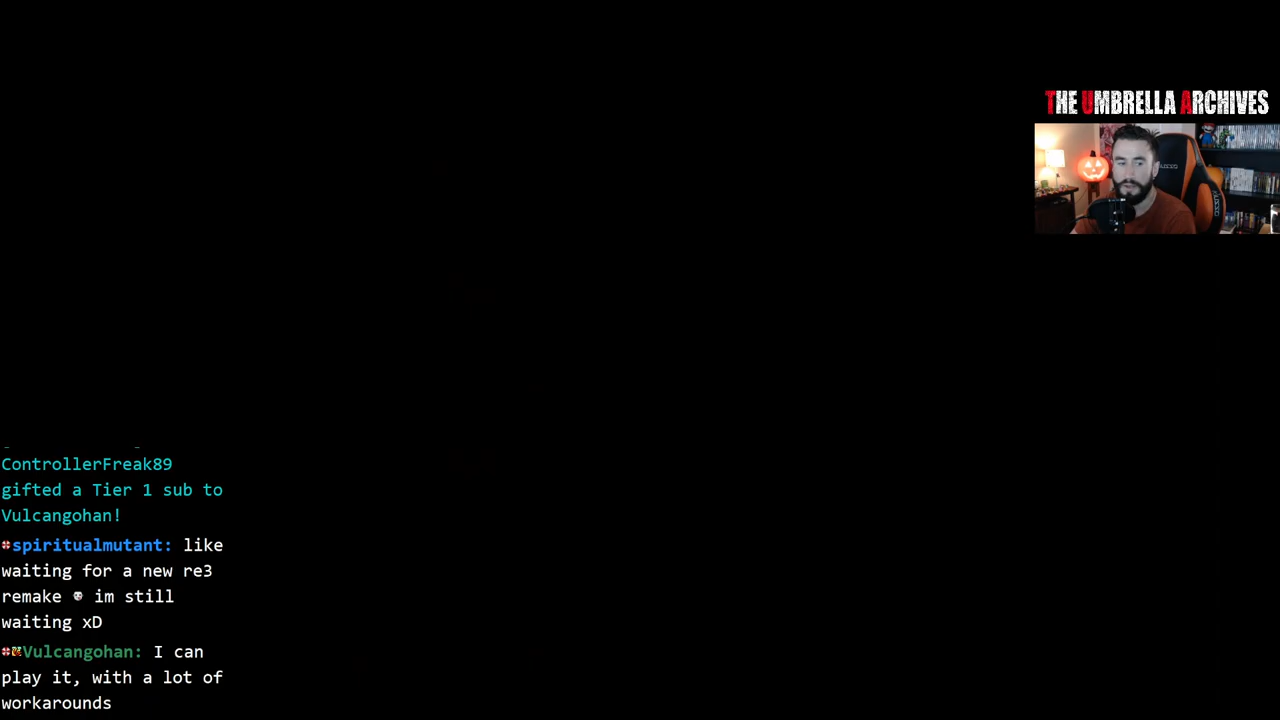 THE UMBRELLA ARCHIVES
ControllerFreak89
gifted a Tier 1 sub to
Vulcangohan!
spiritualmutant: like
waiting for a new re3
remake im still
waiting xD
Vulcangohan: I can
play it, with a lot of
workarounds